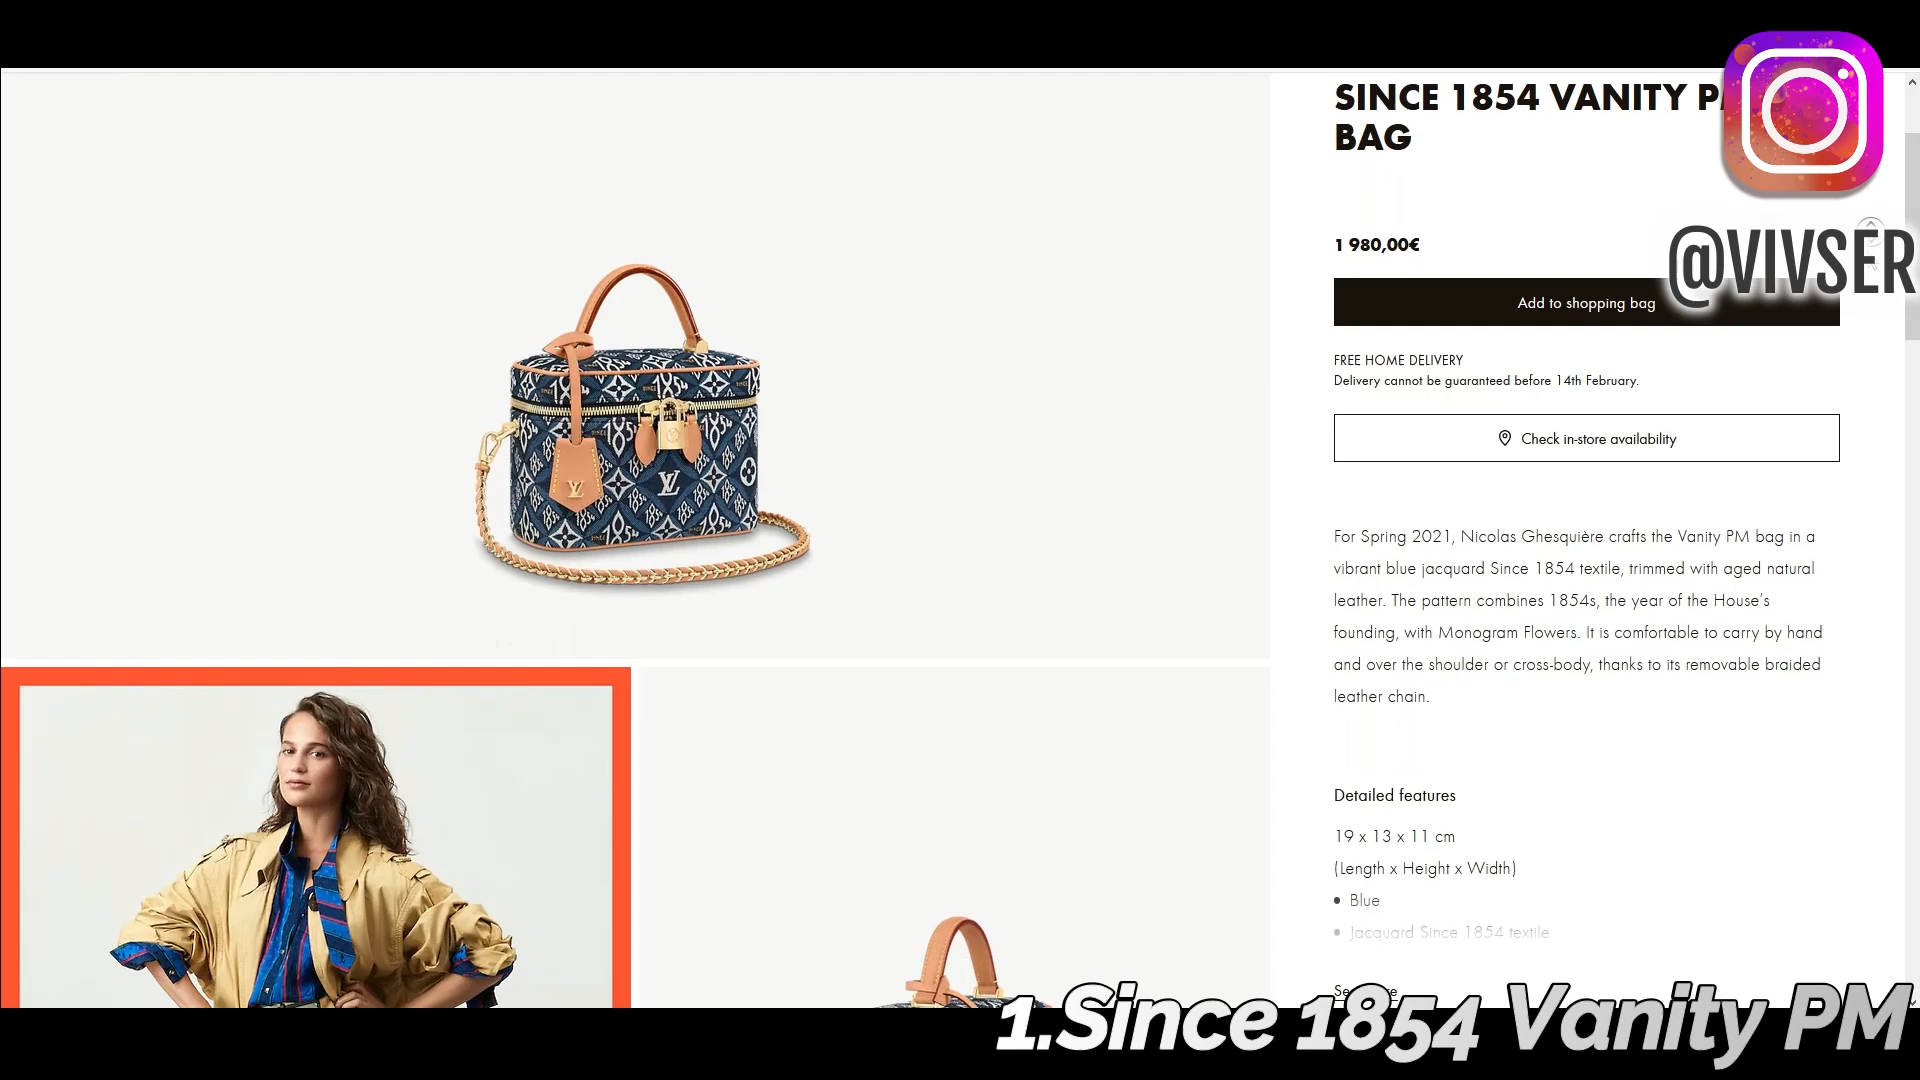 SINCE 1854 VANITY PM
BAG
1 980,00€
@VIVSER
Add to shopping bag
FREE HOME DELIVERY
Delivery cannot be guaranteed before 14th February.
Check in-store availability
For Spring 2021, Nicolas Ghesquière crafts the Vanity PM bag in a
vibrant blue jacquard Since 1854 textile, trimmed with aged natural
leather. The pattern combines 1854s, the year of the House's
founding, with Monogram Flowers. It is comfortable to carry by hand
and over the shoulder or cross-body, thanks to its removable braided
leather chain.
Detailed features
19 x 13 x 11 cm
(Length x Height x Width)
• Blue
• Jacquard Since 1854 textile
1.Since 1854 Vanity PM